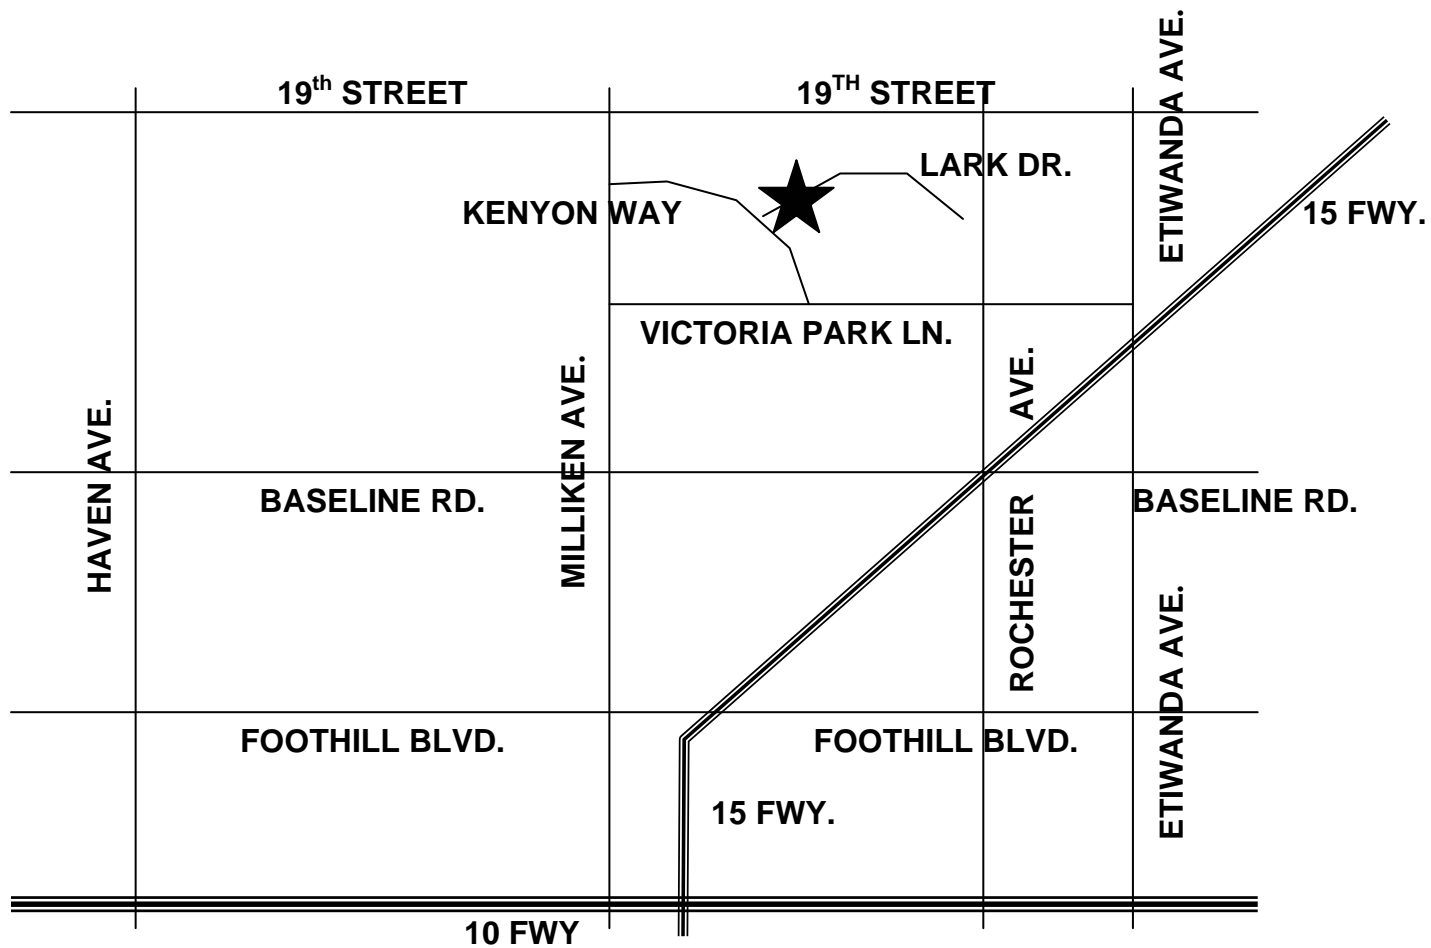 ETIWANDA AVE.
19th STREET
19TH STREET
LARK DR.
KENYON WAY
15 FWY.
VICTORIA PARK LN.
HAVEN AVE.
MILLIKEN AVE.
ROCHESTER AVE.
BASELINE RD.
BASELINE RD.
FOOTHILL BLVD.
FOOTHILL BLVD.
ETIWANDA AVE.
15 FWY.
10 FWY